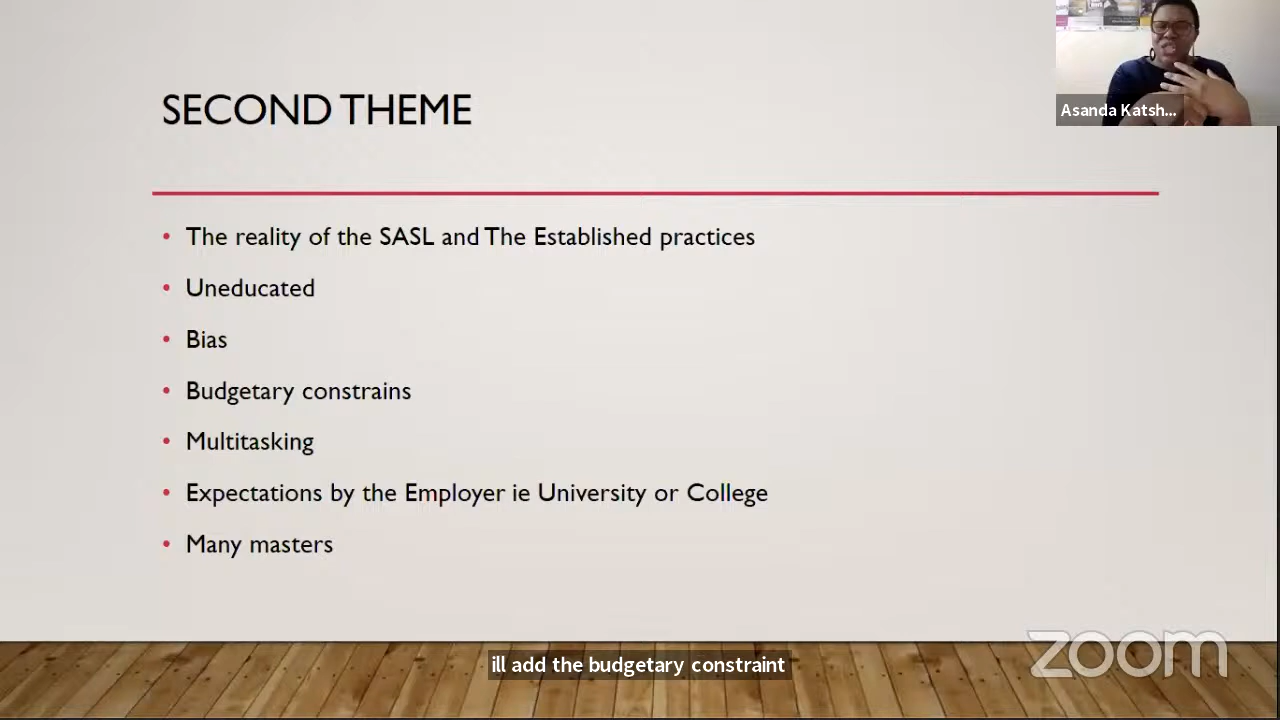 SECOND THEME
Asanda Katsh...
• The reality of the SASL and The Established practices
• Uneducated
• Bias
• Budgetary constrains
• Multitasking
• Expectations by the Employer ie University or College
• Many masters
ill add the budgetary constraint
zoom